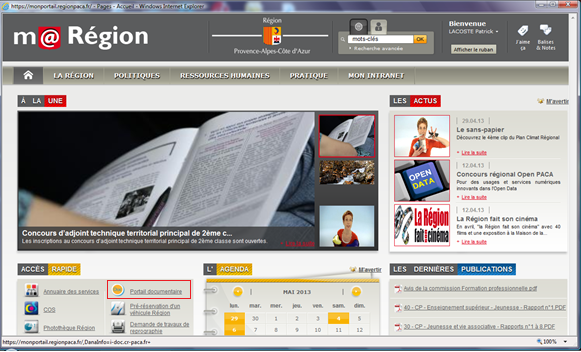 https://monportail.regionpaca.fr/ - Pages - Accueil - Windows Internet Explorer
m@ Région
Région
Provence-Alpes-Côte d'Azur
mots-clés OK
Recherche avancée
Bienvenue
LACOSTE Patrick
Afficher le ruban
J'aime ça
Balises & Notes
LA RÉGION POLITIQUES RESSOURCES HUMAINES PRATIQUE MON INTRANET
À LA UNE
Concours d'adjoint technique territorial principal de 2ème c...
Les inscriptions au concours d'adjoint technique territorial principal de 2ème classe sont ouvertes.
LES ACTUS M'avertir
29.04.13
Le sans-papier
Découvrez le 4ème clip du Plan Climat Régional
Lire la suite
OPEN DATA
12.04.13
Concours régional Open PACA
Pour des usages et services numériques innovants dans l'Open Data
Lire la suite
La Région fait son cinéma
12.04.13
La Région fait son cinéma
En avril, "la Région fait son cinéma" avec 40 films et une exposition à la Maison de la...
Lire la suite
ACCÈS RAPIDE
Annuaire des services
Portail documentaire
COS
Pré-réservation d'un véhicule Région
Photothèque Région
Demande de travaux de reprographie
L' AGENDA M'avertir
MAI 2013
lun. mar. mer. jeu. ven. sam. dim.
29 30 1 2 3 4 5
6
LES DERNIÈRES PUBLICATIONS
Avis de la commission Formation professionnelle.pdf
40 - CP - Enseignement supérieur - Jeunesse - Rapport n°1.PDF
30 - CP - Jeunesse et vie associative - Rapports n°1 à 8.PDF
https://monportail.regionpaca.fr/,DanaInfo=i-doc.cr-paca.fr+
100%